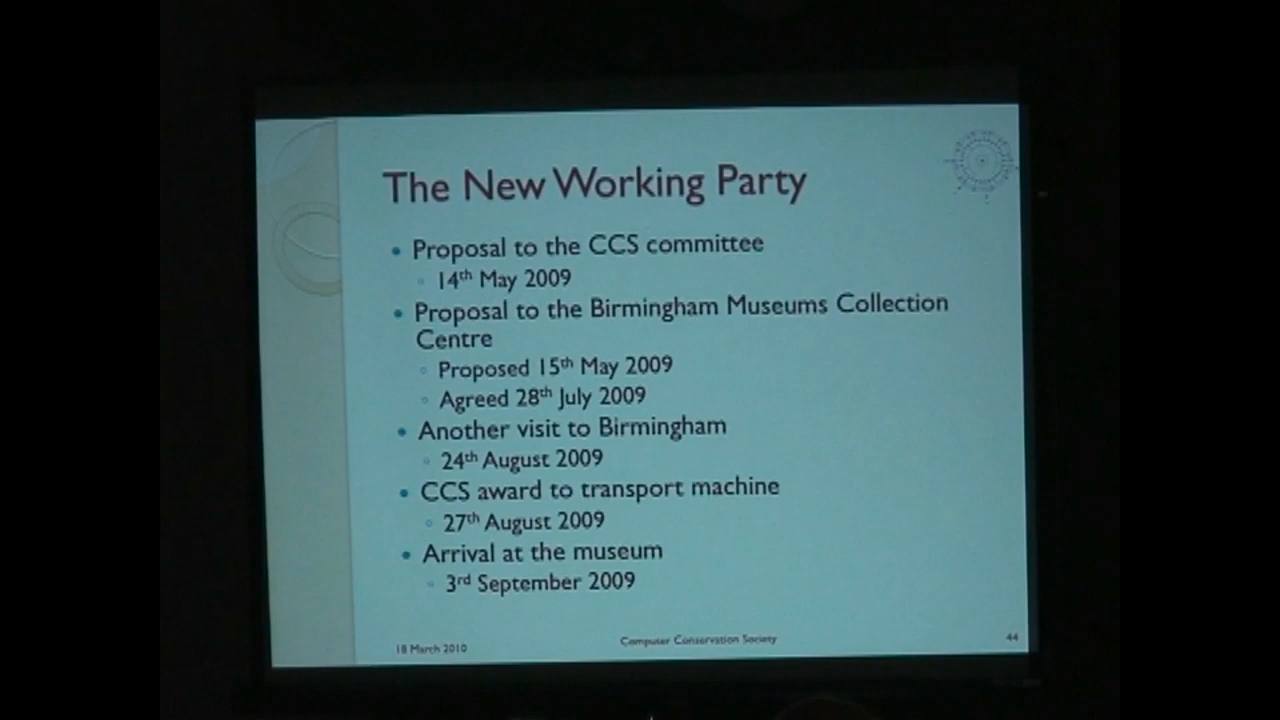 The New Working Party
• Proposal to the CCS committee
◦ 14th May 2009
• Proposal to the Birmingham Museums Collection
Centre
◦ Proposed 15th May 2009
◦ Agreed 28th July 2009
• Another visit to Birmingham
◦ 24th August 2009
• CCS award to transport machine
◦ 27th August 2009
• Arrival at the museum
◦ 3rd September 2009
18 March 2010
Computer Conservation Society
44